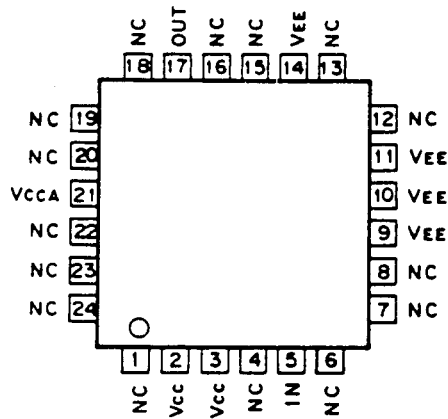 NC OUT NC NC VEE NC
18 17 16 15 14 13
NC 19 12 NC
NC 20 11 VEE
VCCA 21 10 VEE
NC 22 9 VEE
NC 23 8 NC
NC 24 7 NC
1 2 3 4 5 6
NC Vcc Vcc NC IN NC